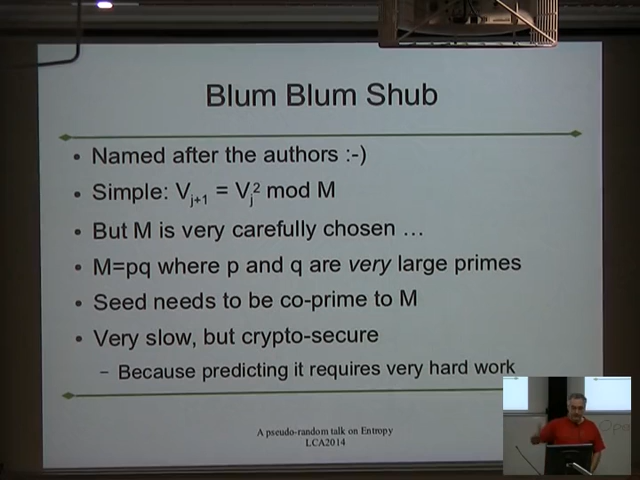 Blum Blum Shub
• Named after the authors :-)
• Simple: Vj+1 = Vj² mod M
• But M is very carefully chosen …
• M=pq where p and q are very large primes
• Seed needs to be co-prime to M
• Very slow, but crypto-secure
– Because predicting it requires very hard work
A pseudo-random talk on Entropy
LCA2014